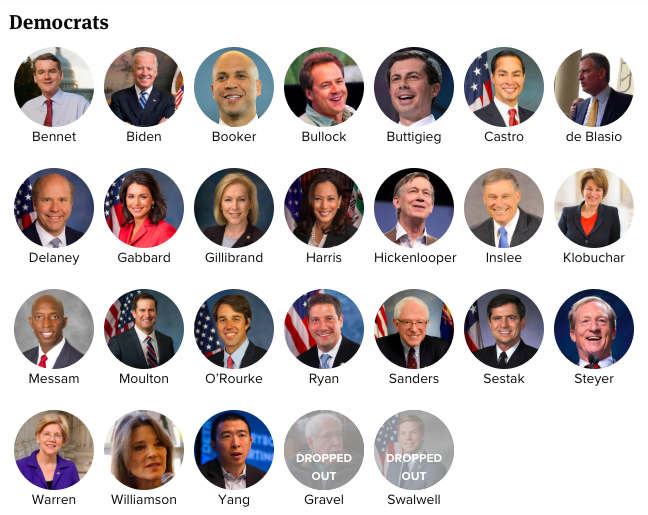 Democrats
Bennet Biden Booker Bullock Buttigieg Castro de Blasio
Delaney Gabbard Gillibrand Harris Hickenlooper Inslee Klobuchar
Messam Moulton O’Rourke Ryan Sanders Sestak Steyer
DROPPED DROPPED
OUT OUT
Warren Williamson Yang Gravel Swalwell